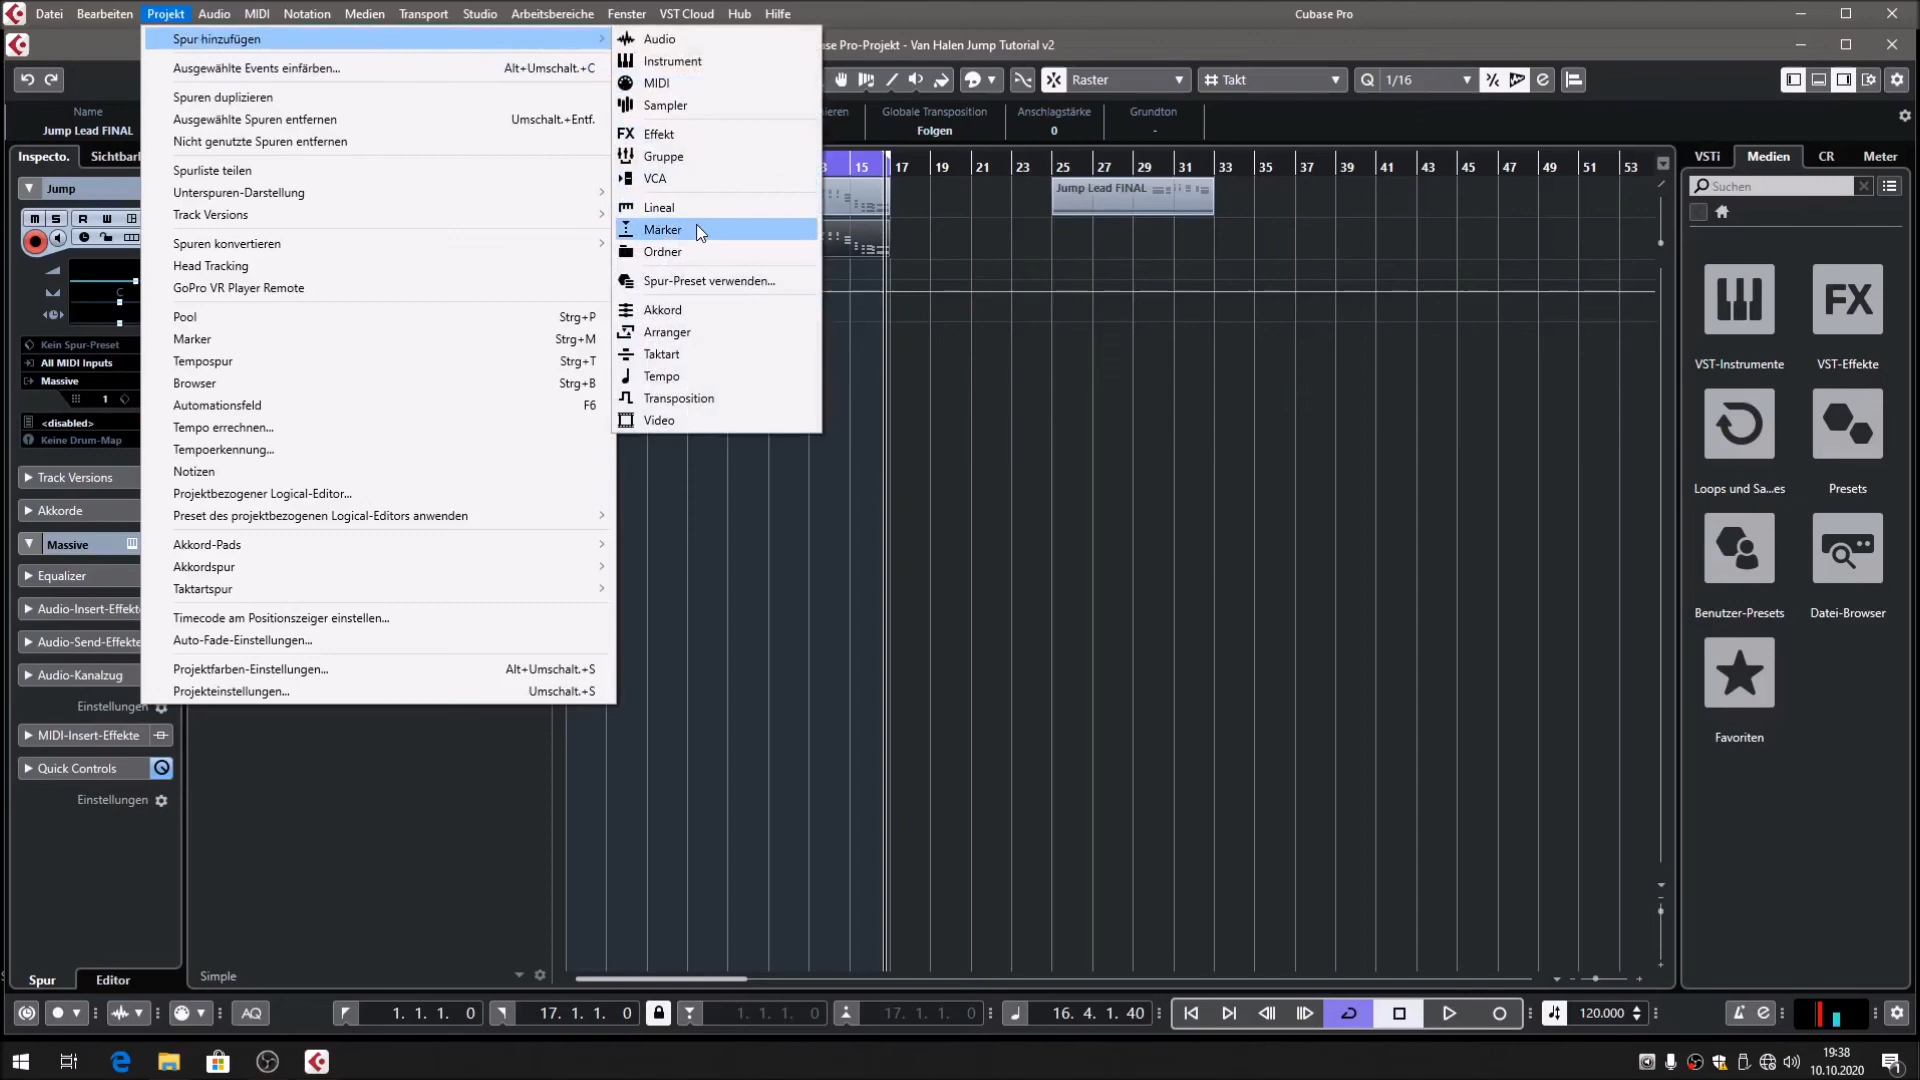 Datei Bearbeiten Projekt Audio MIDI Notation Medien Transport Studio Arbeitsbereiche Fenster VST Cloud Hub Hilfe Cubase Pro
Pro-Projekt - Van Halen Jump Tutorial v2
Raster Takt Q 1/16
Name Globale Transposition Anschlagstärke Grundton
Jump Lead FINAL Folgen 0 -
Inspecto. Sichtbar
15 17 19 21 23 25 27 29 31 33 35 37 39 41 43 45 47 49 51 53
VSTi Medien CR Meter
Jump
Jump Lead FINAL
Suchen
m S R W
C
Kein Spur-Preset
All MIDI Inputs
Massive
1
<disabled>
Keine Drum-Map
Track Versions
Akkorde
Massive
Equalizer
Audio-Insert-Effekt
Audio-Send-Effekte
Audio-Kanalzug
Einstellungen
MIDI-Insert-Effekte
Quick Controls
Einstellungen
Spur Editor
Spur hinzufügen
Ausgewählte Events einfärben... Alt+Umschalt.+C
Spuren duplizieren
Ausgewählte Spuren entfernen Umschalt.+Entf.
Nicht genutzte Spuren entfernen
Spurliste teilen
Unterspuren-Darstellung
Track Versions
Spuren konvertieren
Head Tracking
GoPro VR Player Remote
Pool Strg+P
Marker Strg+M
Tempospur Strg+T
Browser Strg+B
Automationsfeld F6
Tempo errechnen...
Tempoerkennung...
Notizen
Projektbezogener Logical-Editor...
Preset des projektbezogenen Logical-Editors anwenden
Akkord-Pads
Akkordspur
Taktartspur
Timecode am Positionszeiger einstellen...
Auto-Fade-Einstellungen...
Projektfarben-Einstellungen... Alt+Umschalt.+S
Projekteinstellungen... Umschalt.+S
Audio
Instrument
MIDI
Sampler
FX Effekt
Gruppe
VCA
Lineal
Marker
Ordner
Spur-Preset verwenden...
Akkord
Arranger
Taktart
Tempo
Transposition
Video
FX
VST-Instrumente VST-Effekte
Loops und Sa...es Presets
Benutzer-Presets Datei-Browser
Favoriten
Simple
AQ 1. 1. 1. 0 17. 1. 1. 0 1. 1. 1. 0 17. 1. 1. 0 16. 4. 1. 40 120.000
19:38
10.10.2020